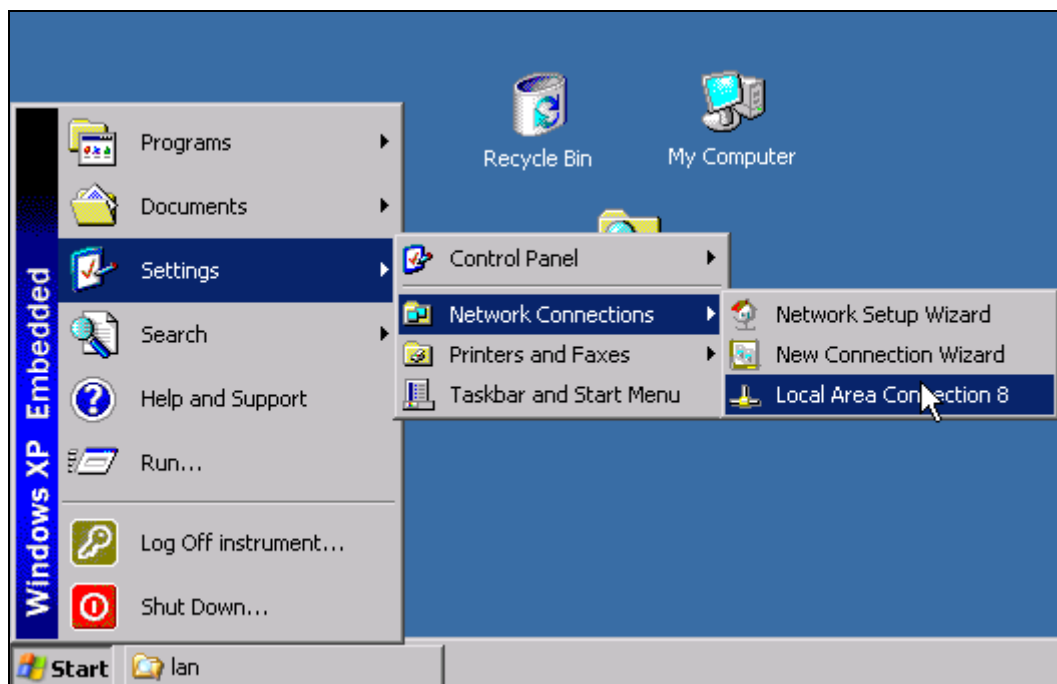 Recycle Bin
My Computer
Windows XP Embedded
Programs
Documents
Settings
Search
Help and Support
Run...
Log Off instrument...
Shut Down...
Control Panel
Network Connections
Printers and Faxes
Taskbar and Start Menu
Network Setup Wizard
New Connection Wizard
Local Area Connection 8
Start
lan